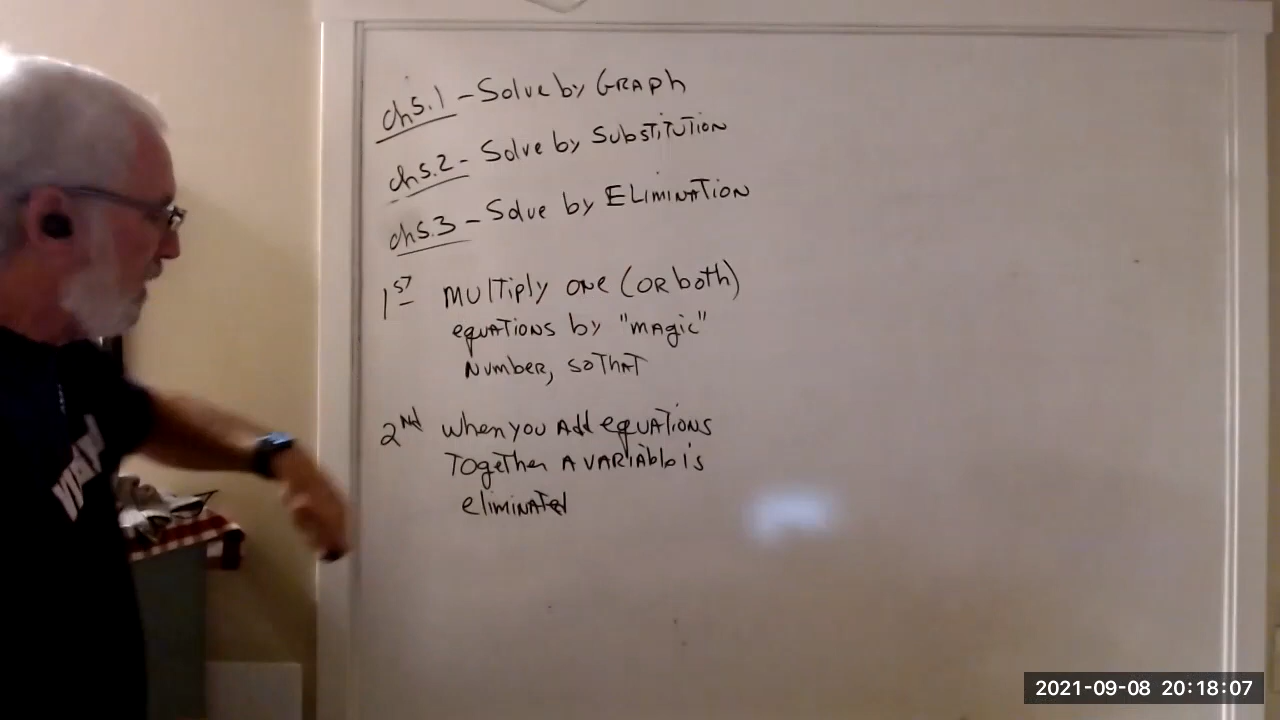 ch5.1 - Solve by GRAPh
ch5.2 - Solve by SubsTiTuTioN
ch5.3 - Solve by ELimiNATioN
1ST MulTiply oNe (OR both)
equATioNS by "mAgic"
Number, so ThAT
2Nd when you Add equATioNS
TogeTher A VARiAble is
elimiNATed
2021-09-08 20:18:07